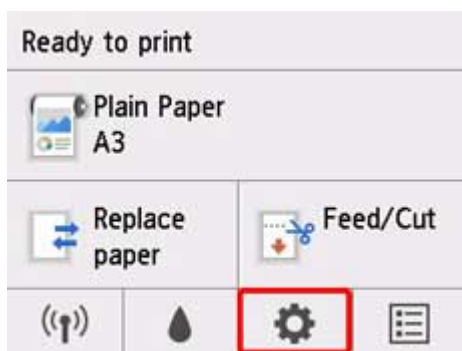 Ready to print
Plain Paper
A3
Replace
paper
Feed/Cut